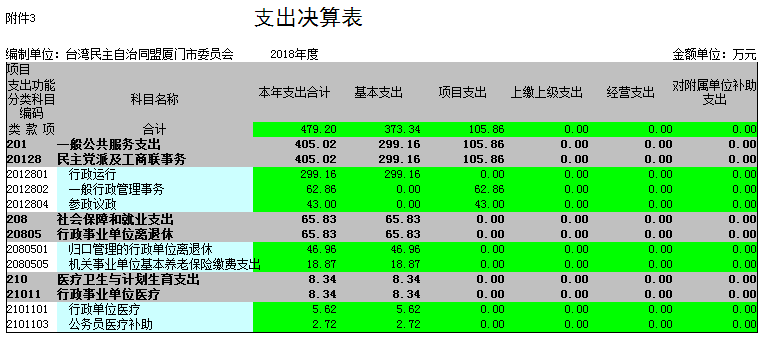 附件3
支出决算表
编制单位：台湾民主自治同盟厦门市委员会 2018年度 金额单位：万元
项目
支出功能分类科目编码 科目名称 本年支出合计 基本支出 项目支出 上缴上级支出 经营支出 对附属单位补助支出
类 款 项 合计 479.20 373.34 105.86 0.00 0.00 0.00
201 一般公共服务支出 405.02 299.16 105.86 0.00 0.00 0.00
20128 民主党派及工商联事务 405.02 299.16 105.86 0.00 0.00 0.00
2012801 行政运行 299.16 299.16 0.00 0.00 0.00 0.00
2012802 一般行政管理事务 62.86 0.00 62.86 0.00 0.00 0.00
2012804 参政议政 43.00 0.00 43.00 0.00 0.00 0.00
208 社会保障和就业支出 65.83 65.83 0.00 0.00 0.00 0.00
20805 行政事业单位离退休 65.83 65.83 0.00 0.00 0.00 0.00
2080501 归口管理的行政单位离退休 46.96 46.96 0.00 0.00 0.00 0.00
2080505 机关事业单位基本养老保险缴费支出 18.87 18.87 0.00 0.00 0.00 0.00
210 医疗卫生与计划生育支出 8.34 8.34 0.00 0.00 0.00 0.00
21011 行政事业单位医疗 8.34 8.34 0.00 0.00 0.00 0.00
2101101 行政单位医疗 5.62 5.62 0.00 0.00 0.00 0.00
2101103 公务员医疗补助 2.72 2.72 0.00 0.00 0.00 0.00